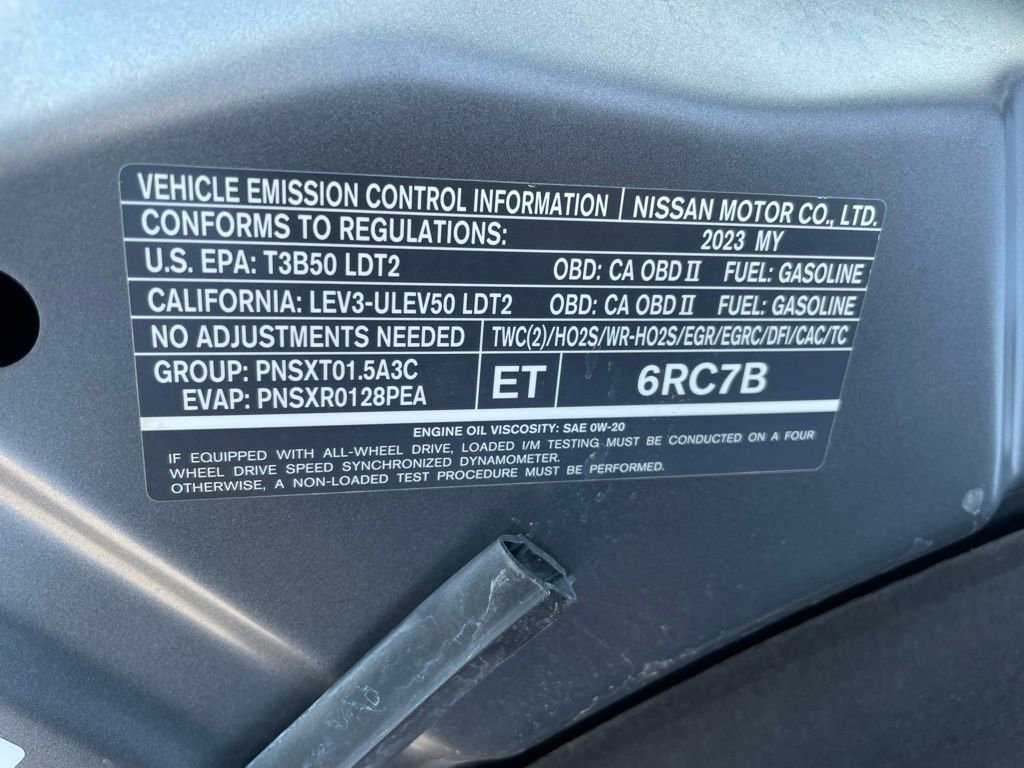 VEHICLE EMISSION CONTROL INFORMATION NISSAN MOTOR CO., LTD.
CONFORMS TO REGULATIONS: 2023 MY
U.S. EPA: T3B50 LDT2 OBD: CA OBD II FUEL: GASOLINE
CALIFORNIA: LEV3-ULEV50 LDT2 OBD: CA OBD II FUEL: GASOLINE
NO ADJUSTMENTS NEEDED TWC(2)/HO2S/WR-HO2S/EGR/EGRC/DFI/CAC/TC
GROUP: PNSXT01.5A3C
EVAP: PNSXR0128PEA
ET 6RC7B
ENGINE OIL VISCOSITY: SAE 0W-20
IF EQUIPPED WITH ALL-WHEEL DRIVE, LOADED I/M TESTING MUST BE CONDUCTED ON A FOUR
WHEEL DRIVE SPEED SYNCHRONIZED DYNAMOMETER.
OTHERWISE, A NON-LOADED TEST PROCEDURE MUST BE PERFORMED.